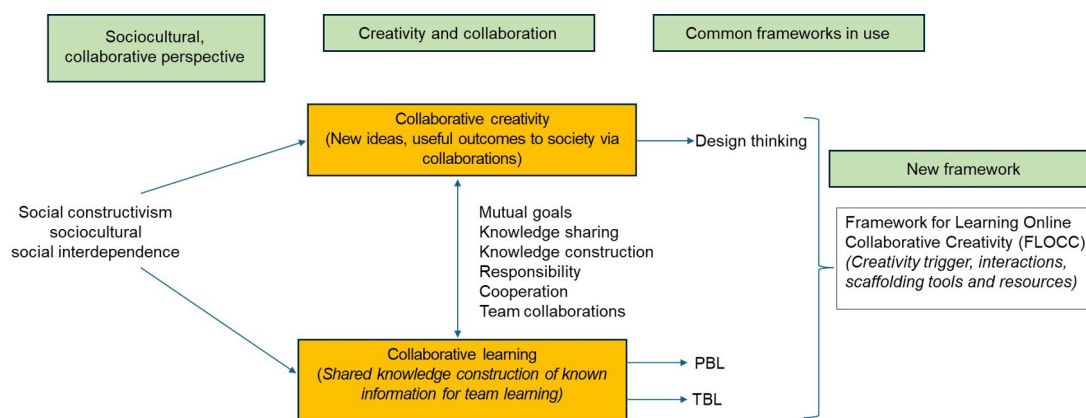 Sociocultural,
collaborative perspective
Creativity and collaboration
Common frameworks in use
Collaborative creativity
(New ideas, useful outcomes to society via
collaborations)
Design thinking
New framework
Social constructivism
sociocultural
social interdependence
Mutual goals
Knowledge sharing
Knowledge construction
Responsibility
Cooperation
Team collaborations
Framework for Learning Online
Collaborative Creativity (FLOCC)
(Creativity trigger, interactions,
scaffolding tools and resources)
Collaborative learning
(Shared knowledge construction of known
information for team learning)
PBL
TBL